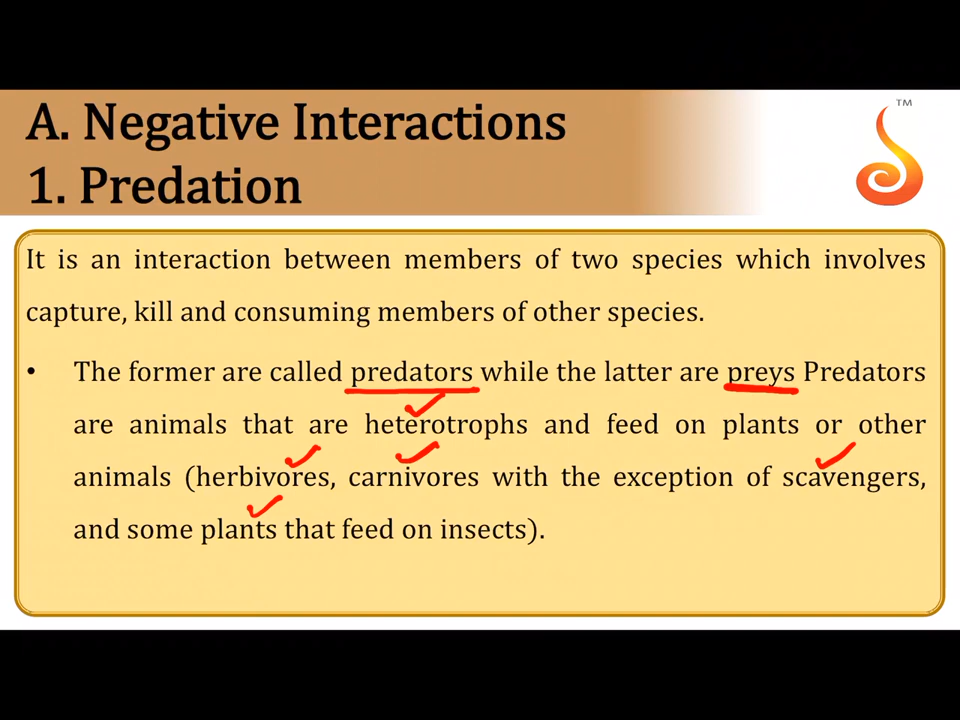 A. Negative Interactions
1. Predation
TM
It is an interaction between members of two species which involves
capture, kill and consuming members of other species.
• The former are called predators while the latter are preys Predators
are animals that are heterotrophs and feed on plants or other
animals (herbivores, carnivores with the exception of scavengers,
and some plants that feed on insects).